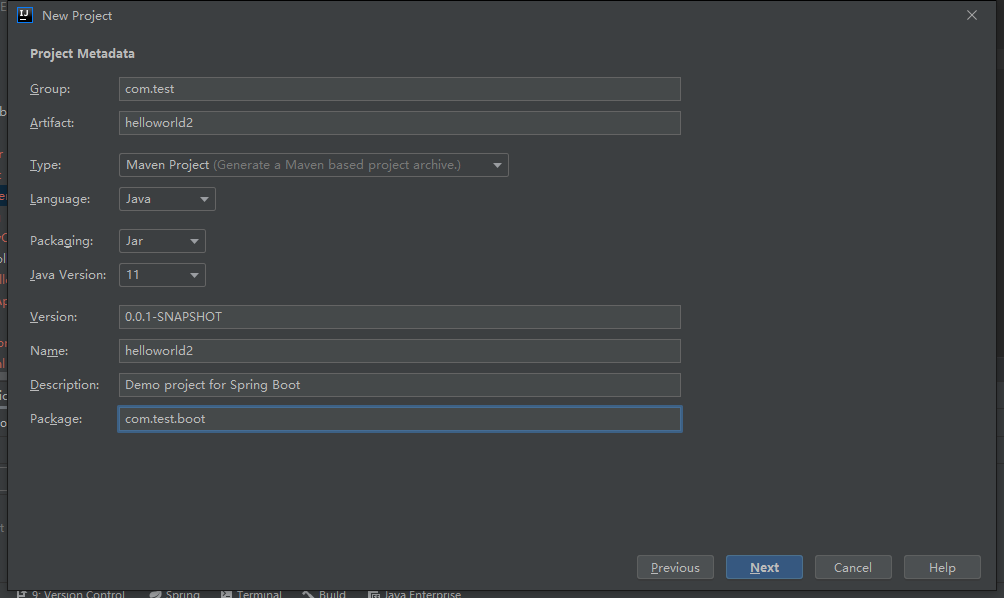 New Project
Project Metadata
Group: com.test
Artifact: helloworld2
Type: Maven Project (Generate a Maven based project archive.)
Language: Java
Packaging: Jar
Java Version: 11
Version: 0.0.1-SNAPSHOT
Name: helloworld2
Description: Demo project for Spring Boot
Package: com.test.boot
Previous Next Cancel Help
9: Version Control Spring Terminal Build Java Enterprise